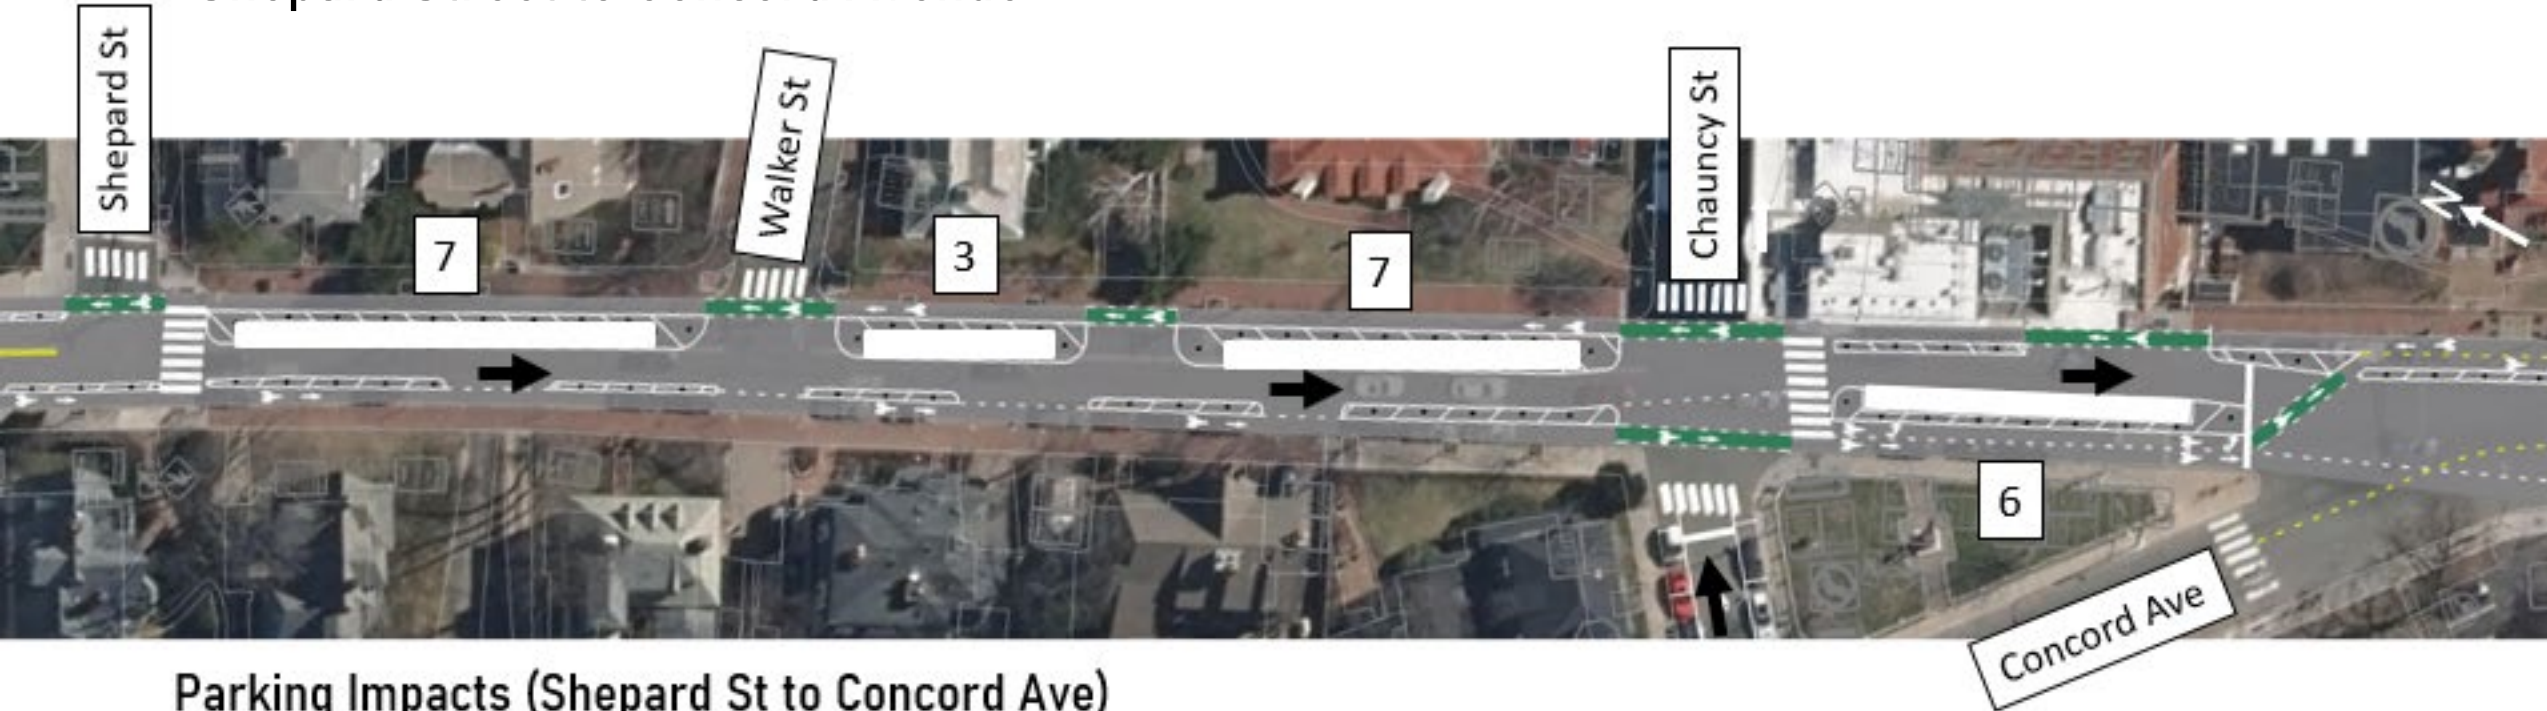 Shepard St
Walker St
Chauncy St
7
3
7
N
6
Concord Ave
Parking Impacts (Shepard St to Concord Ave)